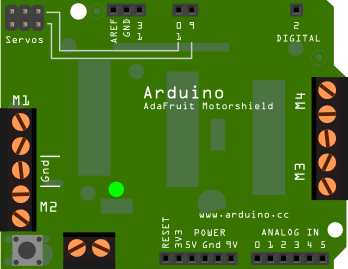 Servos
AREF
GND
3
1
1
0
9
2
DIGITAL
Arduino
AdaFruit Motorshield
M1
Gnd
M2
M4
M3
www.arduino.cc
RESET
3V3
5V Gnd 9V
POWER
ANALOG IN
0 1 2 3 4 5